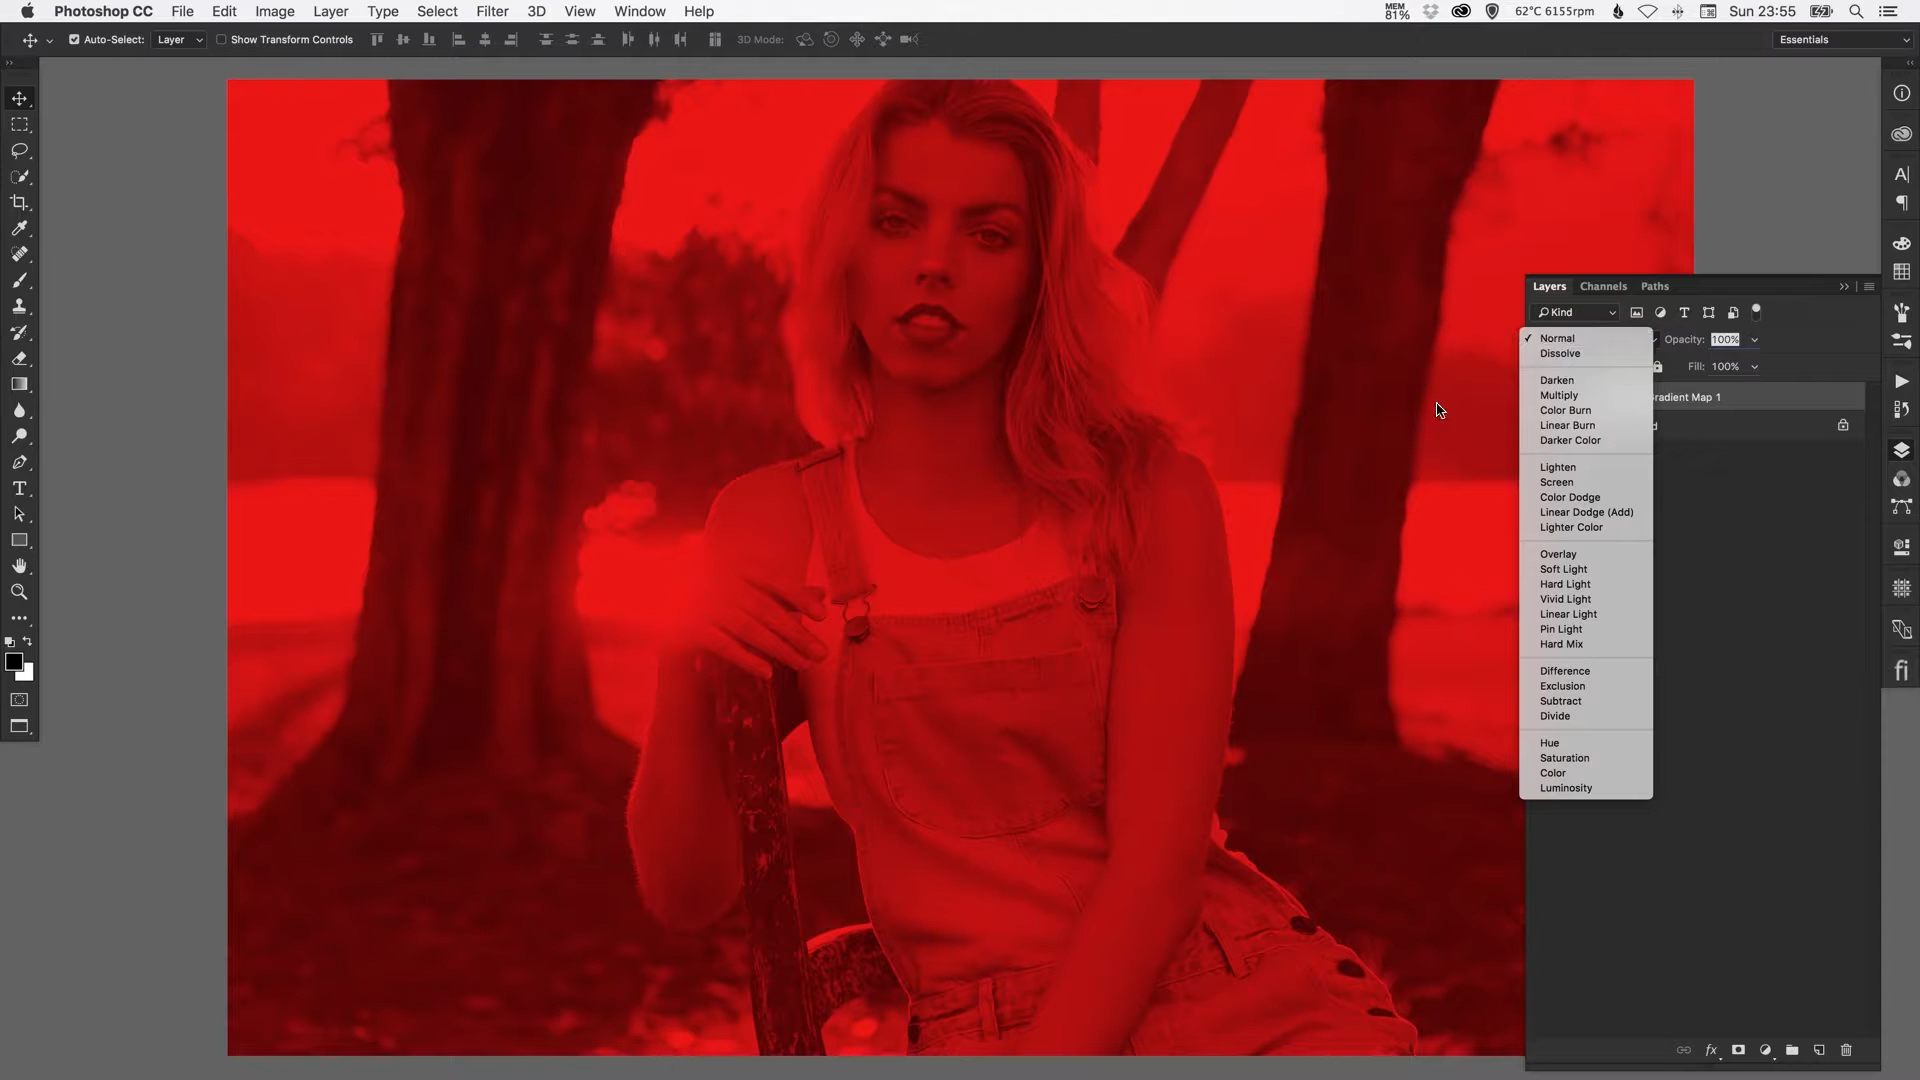 Photoshop CC File Edit Image Layer Type Select Filter 3D View Window Help MEM 81% 62°C 6155rpm Sun 23:55
Auto-Select: Layer Show Transform Controls 3D Mode: Essentials
Layers Channels Paths
Kind
Normal Opacity: 100%
Dissolve
Fill: 100%
Darken
Multiply
radient Map 1
Color Burn
Linear Burn
d
Darker Color
Lighten
Screen
Color Dodge
Linear Dodge (Add)
Lighter Color
Overlay
Soft Light
Hard Light
Vivid Light
Linear Light
Pin Light
Hard Mix
Difference
Exclusion
Subtract
Divide
Hue
Saturation
Color
Luminosity
fx